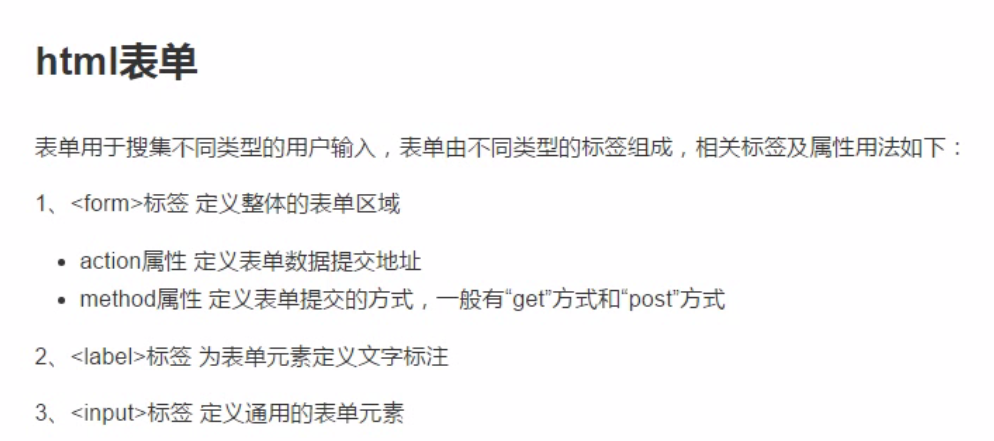 html表单
表单用于搜集不同类型的用户输入，表单由不同类型的标签组成，相关标签及属性用法如下：
1、<form>标签 定义整体的表单区域
• action属性 定义表单数据提交地址
• method属性 定义表单提交的方式，一般有“get”方式和“post”方式
2、<label>标签 为表单元素定义文字标注
3、<input>标签 定义通用的表单元素